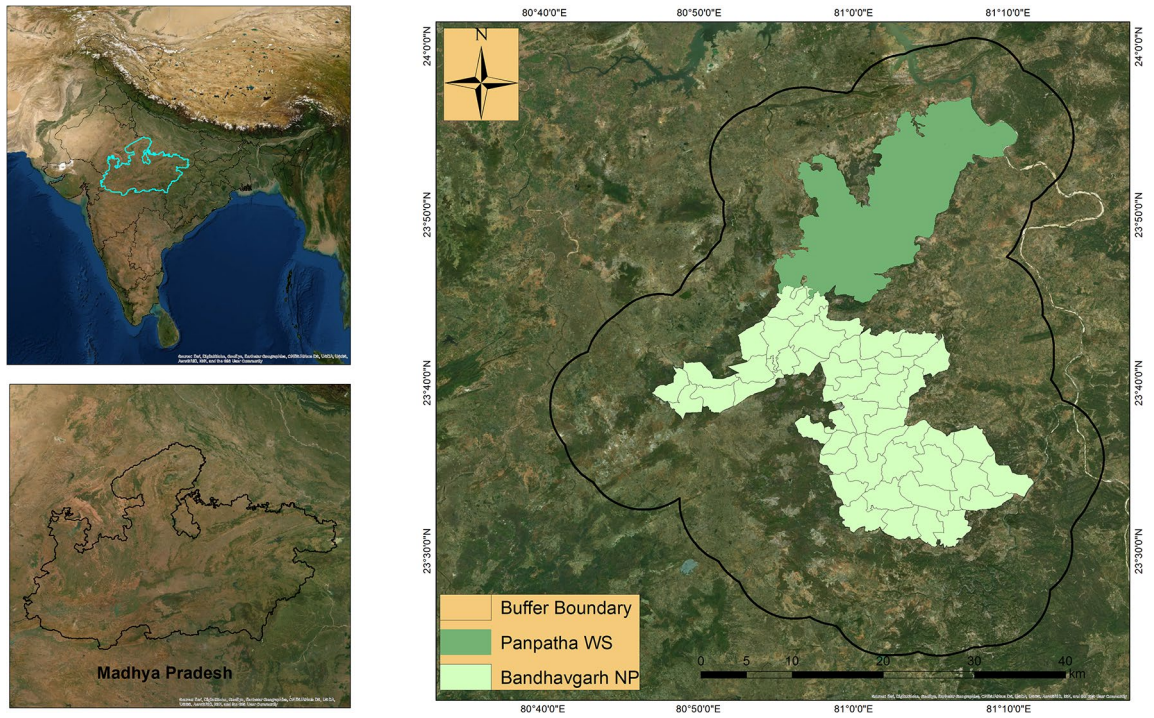 Madhya Pradesh
80°40'0"E
80°50'0"E
81°0'0"E
81°10'0"E
24°0'0"N
24°0'0"N
23°50'0"N
23°50'0"N
23°40'0"N
23°40'0"N
23°30'0"N
23°30'0"N
N
Buffer Boundary
Panpatha WS
Bandhavgarh NP
0 5 10 20 30 40
km
80°40'0"E
80°50'0"E
81°0'0"E
81°10'0"E